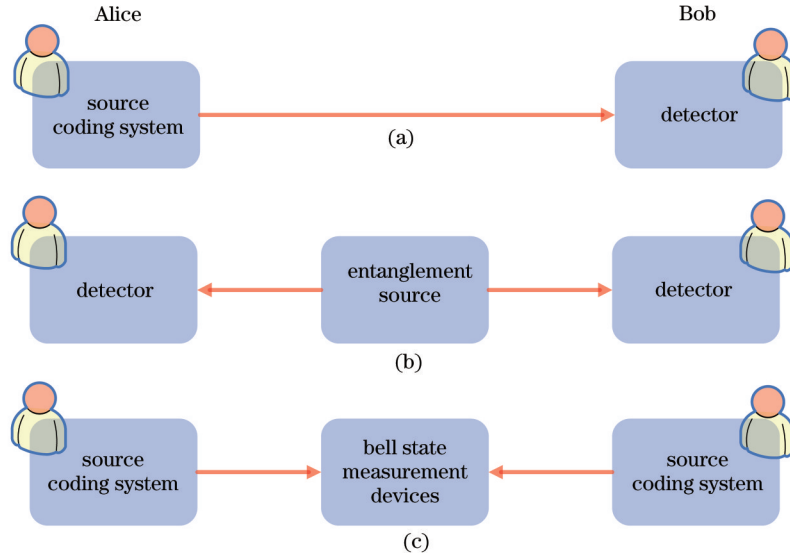 Alice
Bob
source
coding system
detector
(a)
detector
entanglement
source
detector
(b)
source
coding system
bell state
measurement
devices
source
coding system
(c)